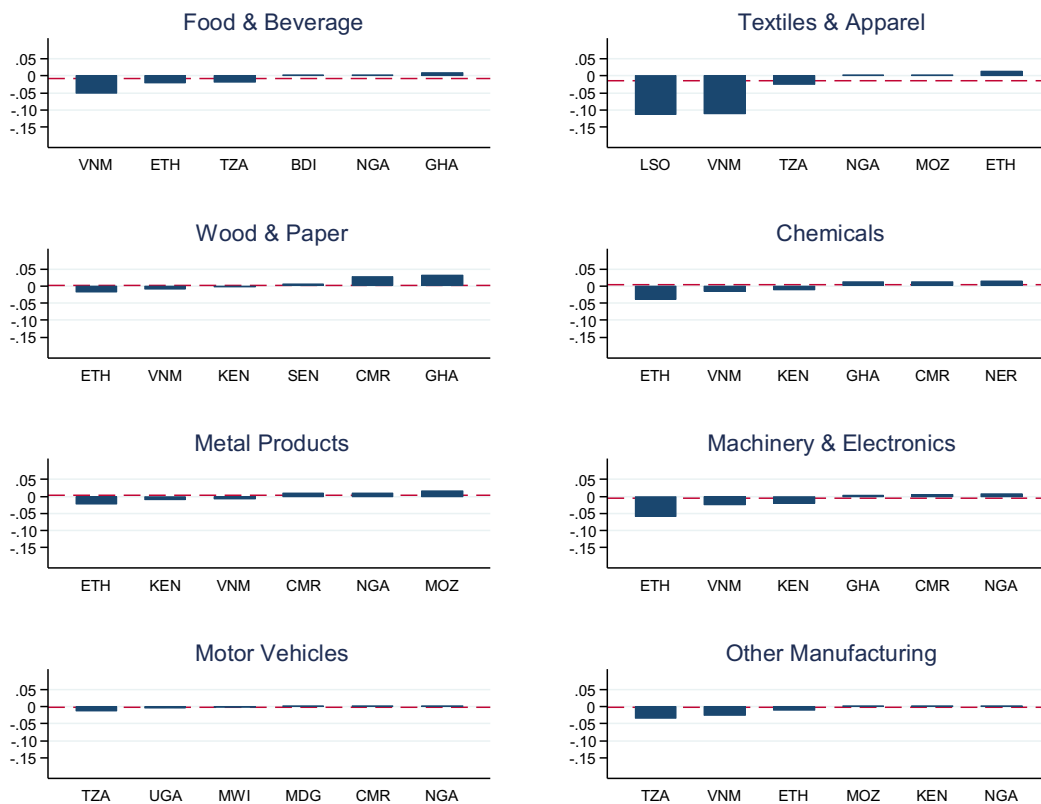 Food & Beverage
.05
0
-.05
-.10
-.15
VNM ETH TZA BDI NGA GHA
Textiles & Apparel
.05
0
-.05
-.10
-.15
LSO VNM TZA NGA MOZ ETH
Wood & Paper
.05
0
-.05
-.10
-.15
ETH VNM KEN SEN CMR GHA
Chemicals
.05
0
-.05
-.10
-.15
ETH VNM KEN GHA CMR NER
Metal Products
.05
0
-.05
-.10
-.15
ETH KEN VNM CMR NGA MOZ
Machinery & Electronics
.05
0
-.05
-.10
-.15
ETH VNM KEN GHA CMR NGA
Motor Vehicles
.05
0
-.05
-.10
-.15
TZA UGA MWI MDG CMR NGA
Other Manufacturing
.05
0
-.05
-.10
-.15
TZA VNM ETH MOZ KEN NGA